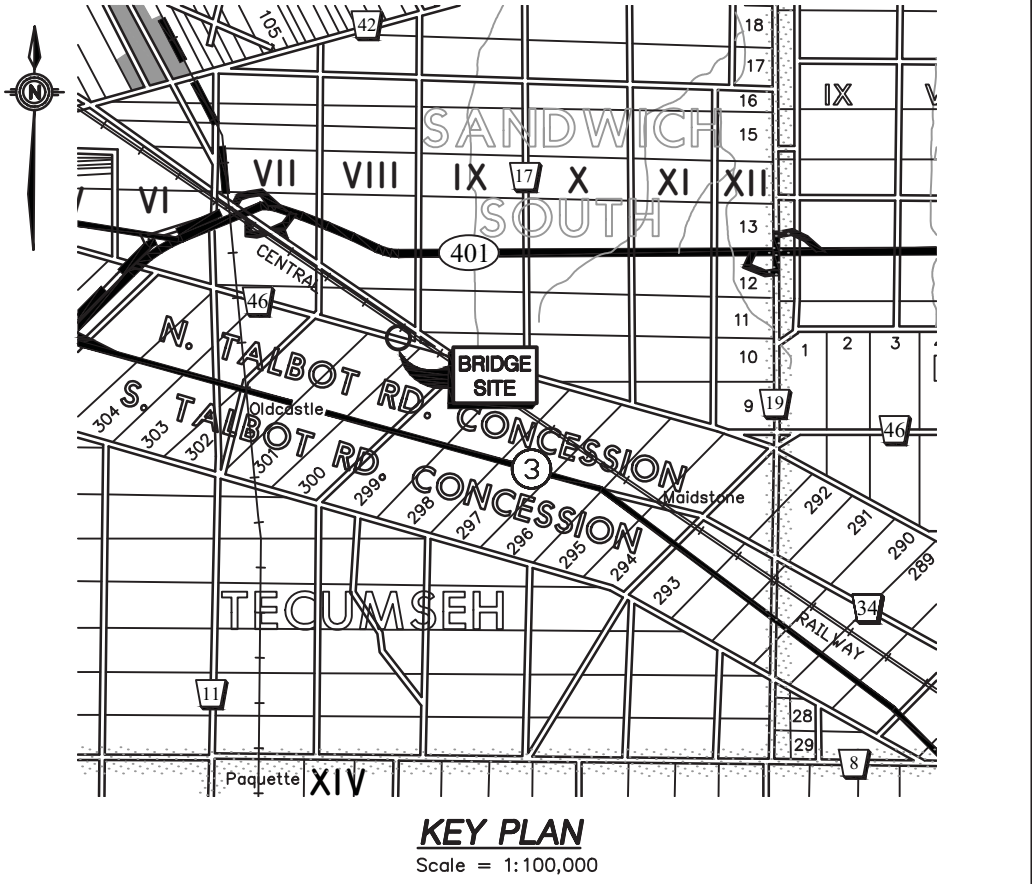 105
42
18
17
16
IX
N
SANDWICH
15
VI
VII
VIII
IX
17
X
XI
XII
SOUTH
13
CENTRAL
401
12
46
11
N. TALBOT RD. CONCESSION
BRIDGE
SITE
10
1
2
3
S. TALBOT RD. CONCESSION
Oldcastle
9
19
46
304
303
302
301
300
299
298
297
296
295
294
293
3
Maidstone
292
291
290
289
TECUMSEH
34
RAILWAY
11
28
29
8
Paquette
XIV
KEY PLAN
Scale = 1:100,000